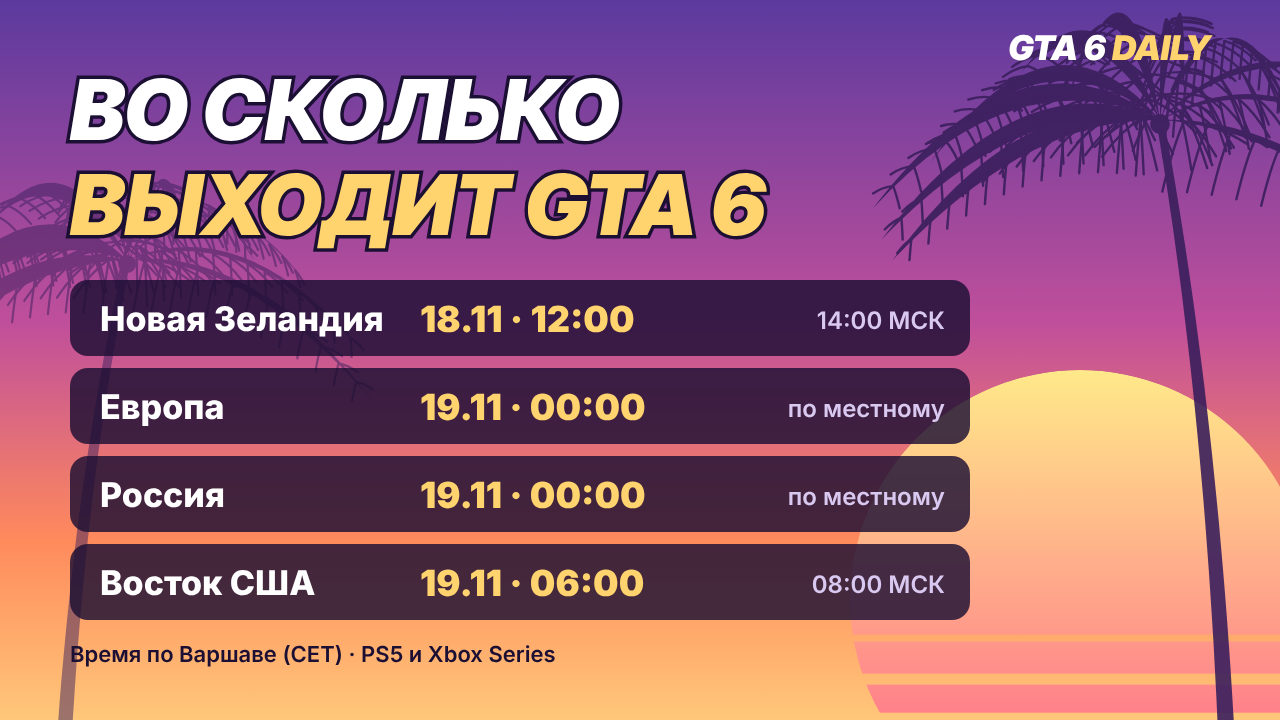 GTA 6 DAILY
ВО СКОЛЬКО
ВЫХОДИТ GTA 6
Новая Зеландия 18.11 · 12:00 14:00 МСК
Европа 19.11 · 00:00 по местному
Россия 19.11 · 00:00 по местному
Восток США 19.11 · 06:00 08:00 МСК
Время по Варшаве (CET) · PS5 и Xbox Series